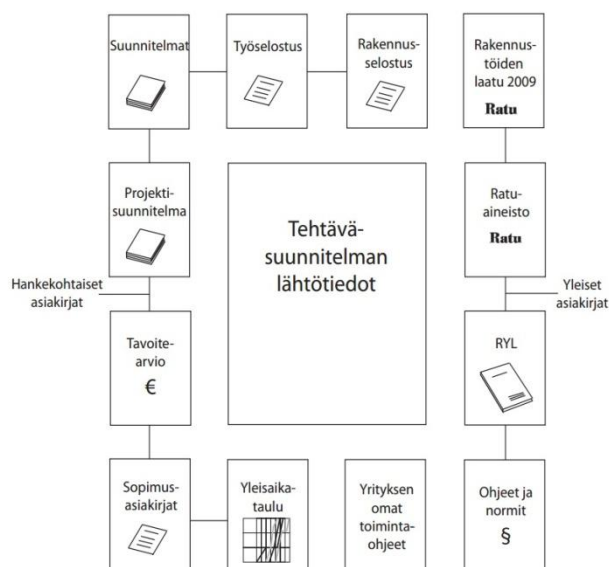 Suunnitelmat
Työselostus
Rakennus-
selostus
Rakennus-
töiden
laatu 2009
Ratu
Projekti-
suunnitelma
Tehtävä-
suunnitelman
lähtötiedot
Ratu-
aineisto
Ratu
Hankekohtaiset
asiakirjat
Yleiset
asiakirjat
Tavoite-
arvio
€
RYL
Sopimus-
asiakirjat
Yleisaika-
taulu
Yrityksen
omat
toiminta-
ohjeet
Ohjeet ja
normit
§